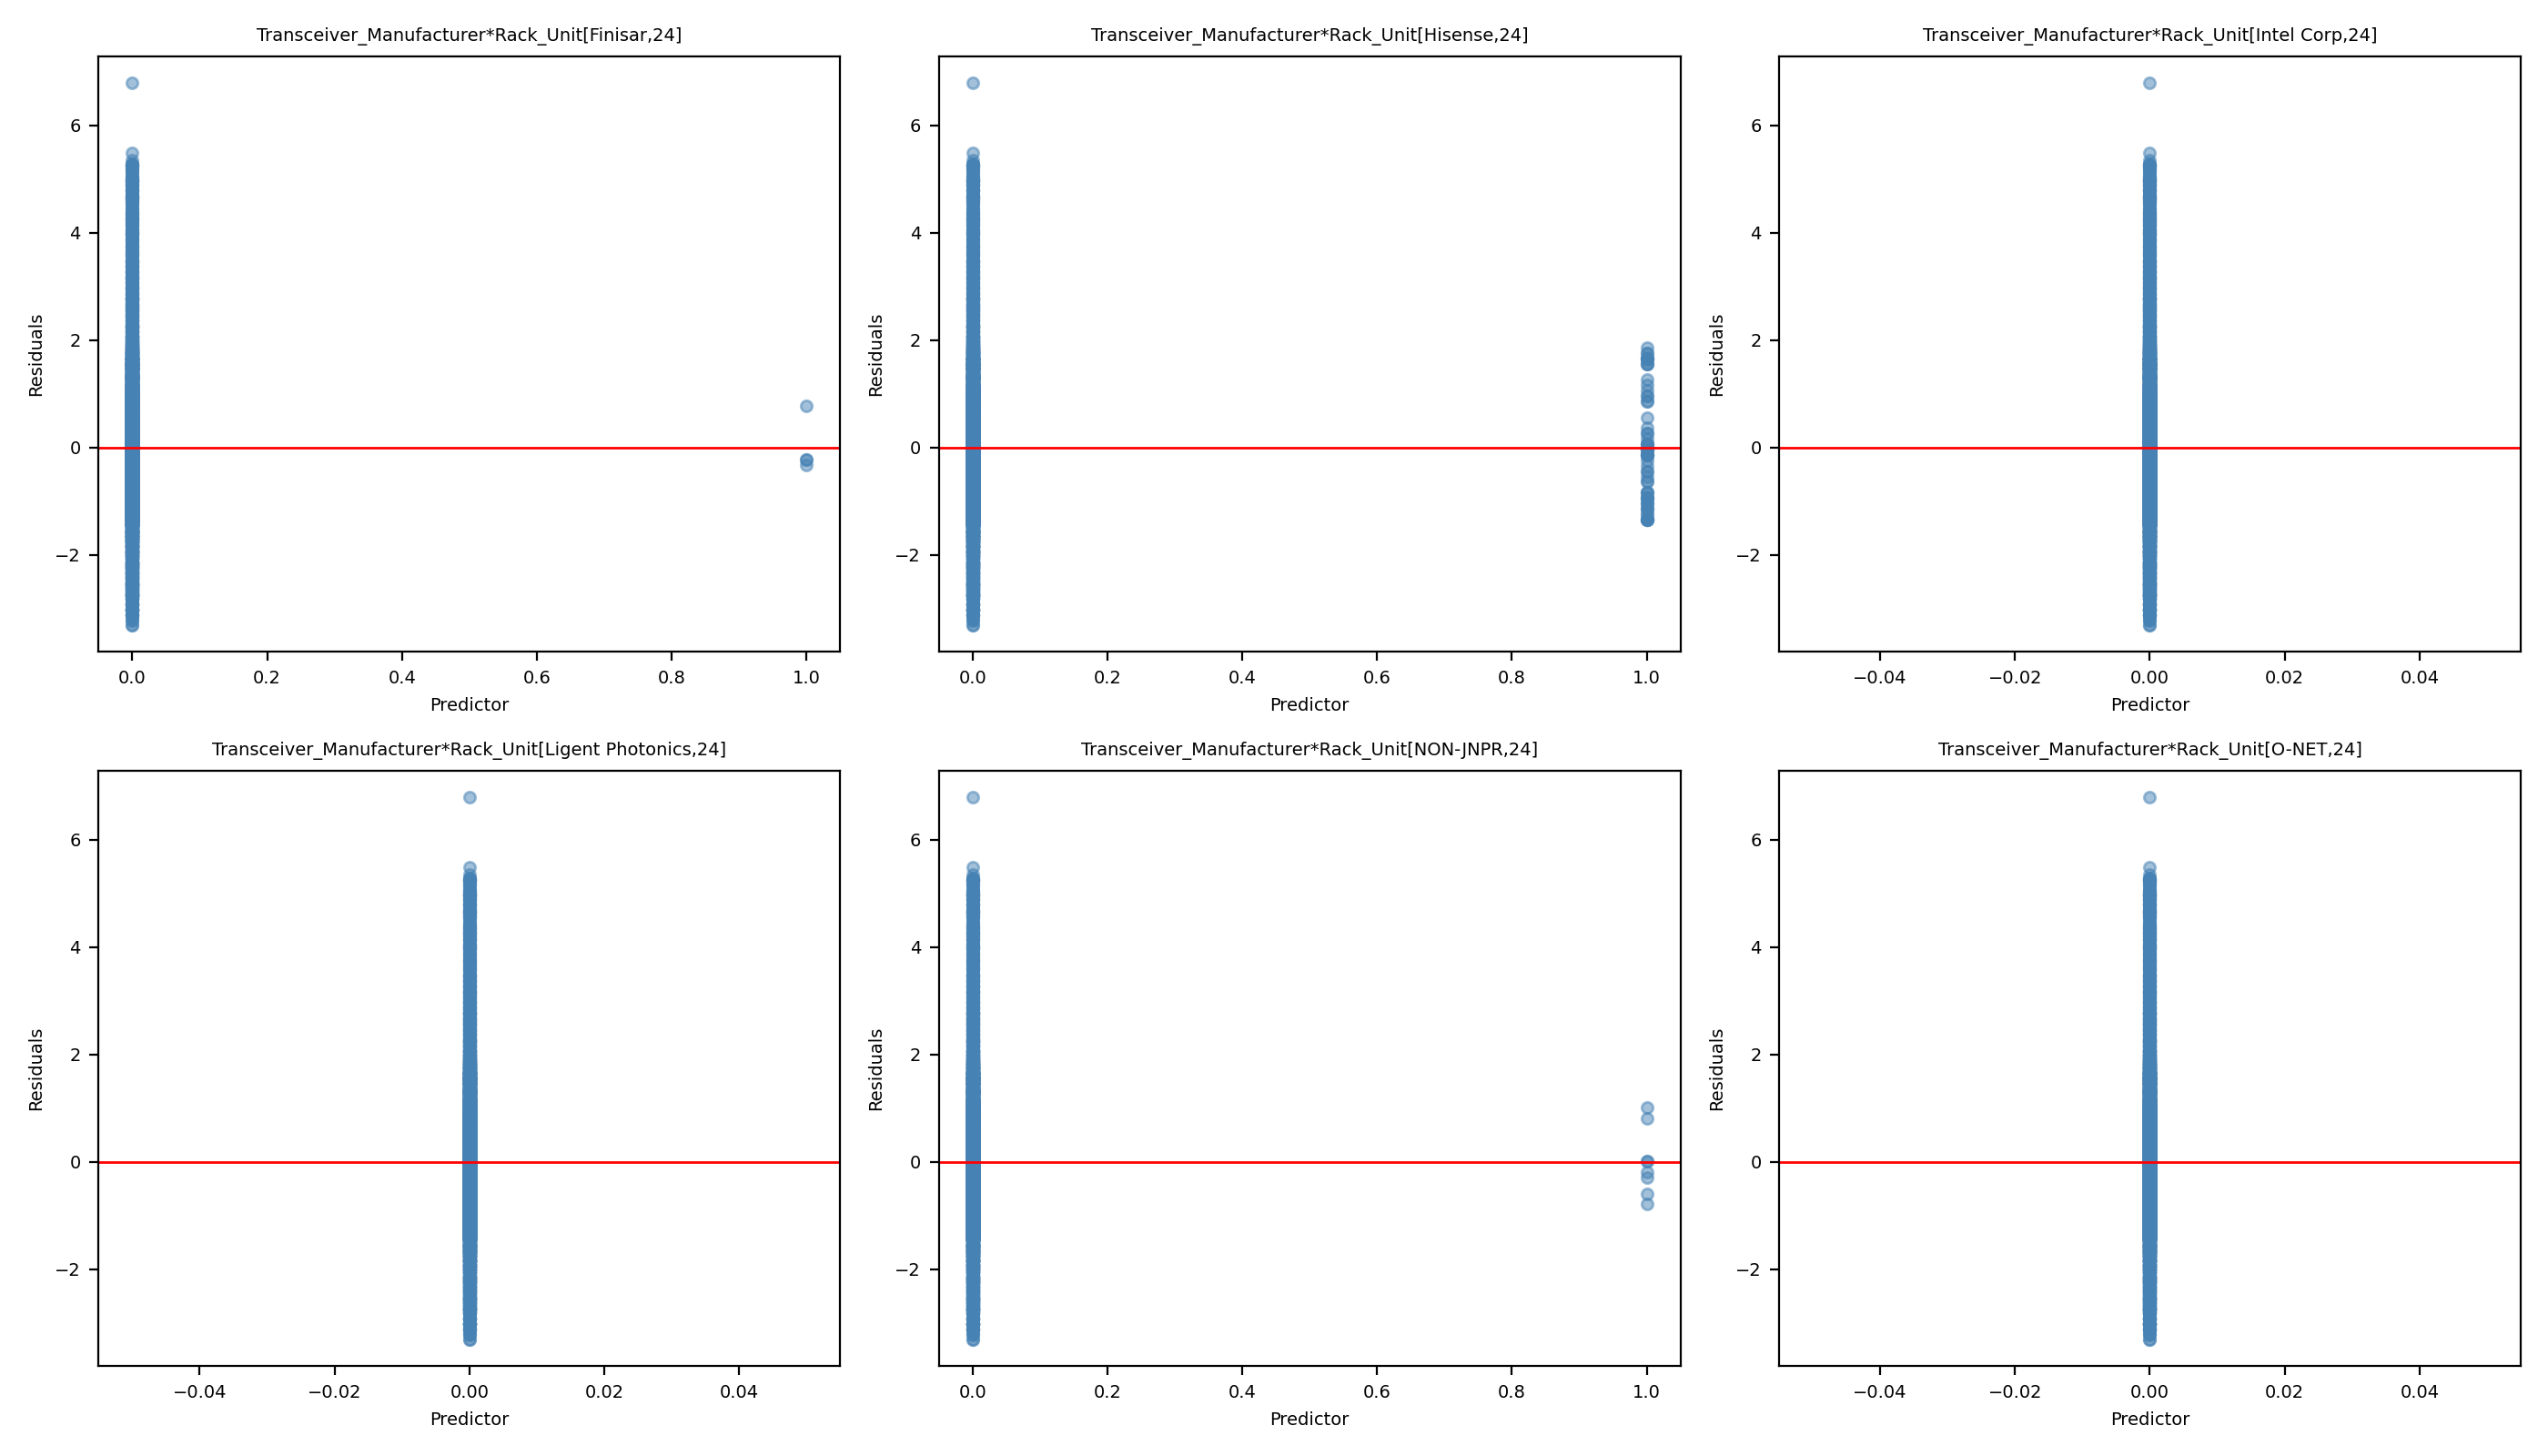 Transceiver_Manufacturer*Rack_Unit[Finisar,24]
Residuals
6
4
2
0
−2
0.0 0.2 0.4 0.6 0.8 1.0
Predictor
Transceiver_Manufacturer*Rack_Unit[Hisense,24]
Residuals
6
4
2
0
−2
0.0 0.2 0.4 0.6 0.8 1.0
Predictor
Transceiver_Manufacturer*Rack_Unit[Intel Corp,24]
Residuals
6
4
2
0
−2
−0.04 −0.02 0.00 0.02 0.04
Predictor
Transceiver_Manufacturer*Rack_Unit[Ligent Photonics,24]
Residuals
6
4
2
0
−2
−0.04 −0.02 0.00 0.02 0.04
Predictor
Transceiver_Manufacturer*Rack_Unit[NON-JNPR,24]
Residuals
6
4
2
0
−2
0.0 0.2 0.4 0.6 0.8 1.0
Predictor
Transceiver_Manufacturer*Rack_Unit[O-NET,24]
Residuals
6
4
2
0
−2
−0.04 −0.02 0.00 0.02 0.04
Predictor